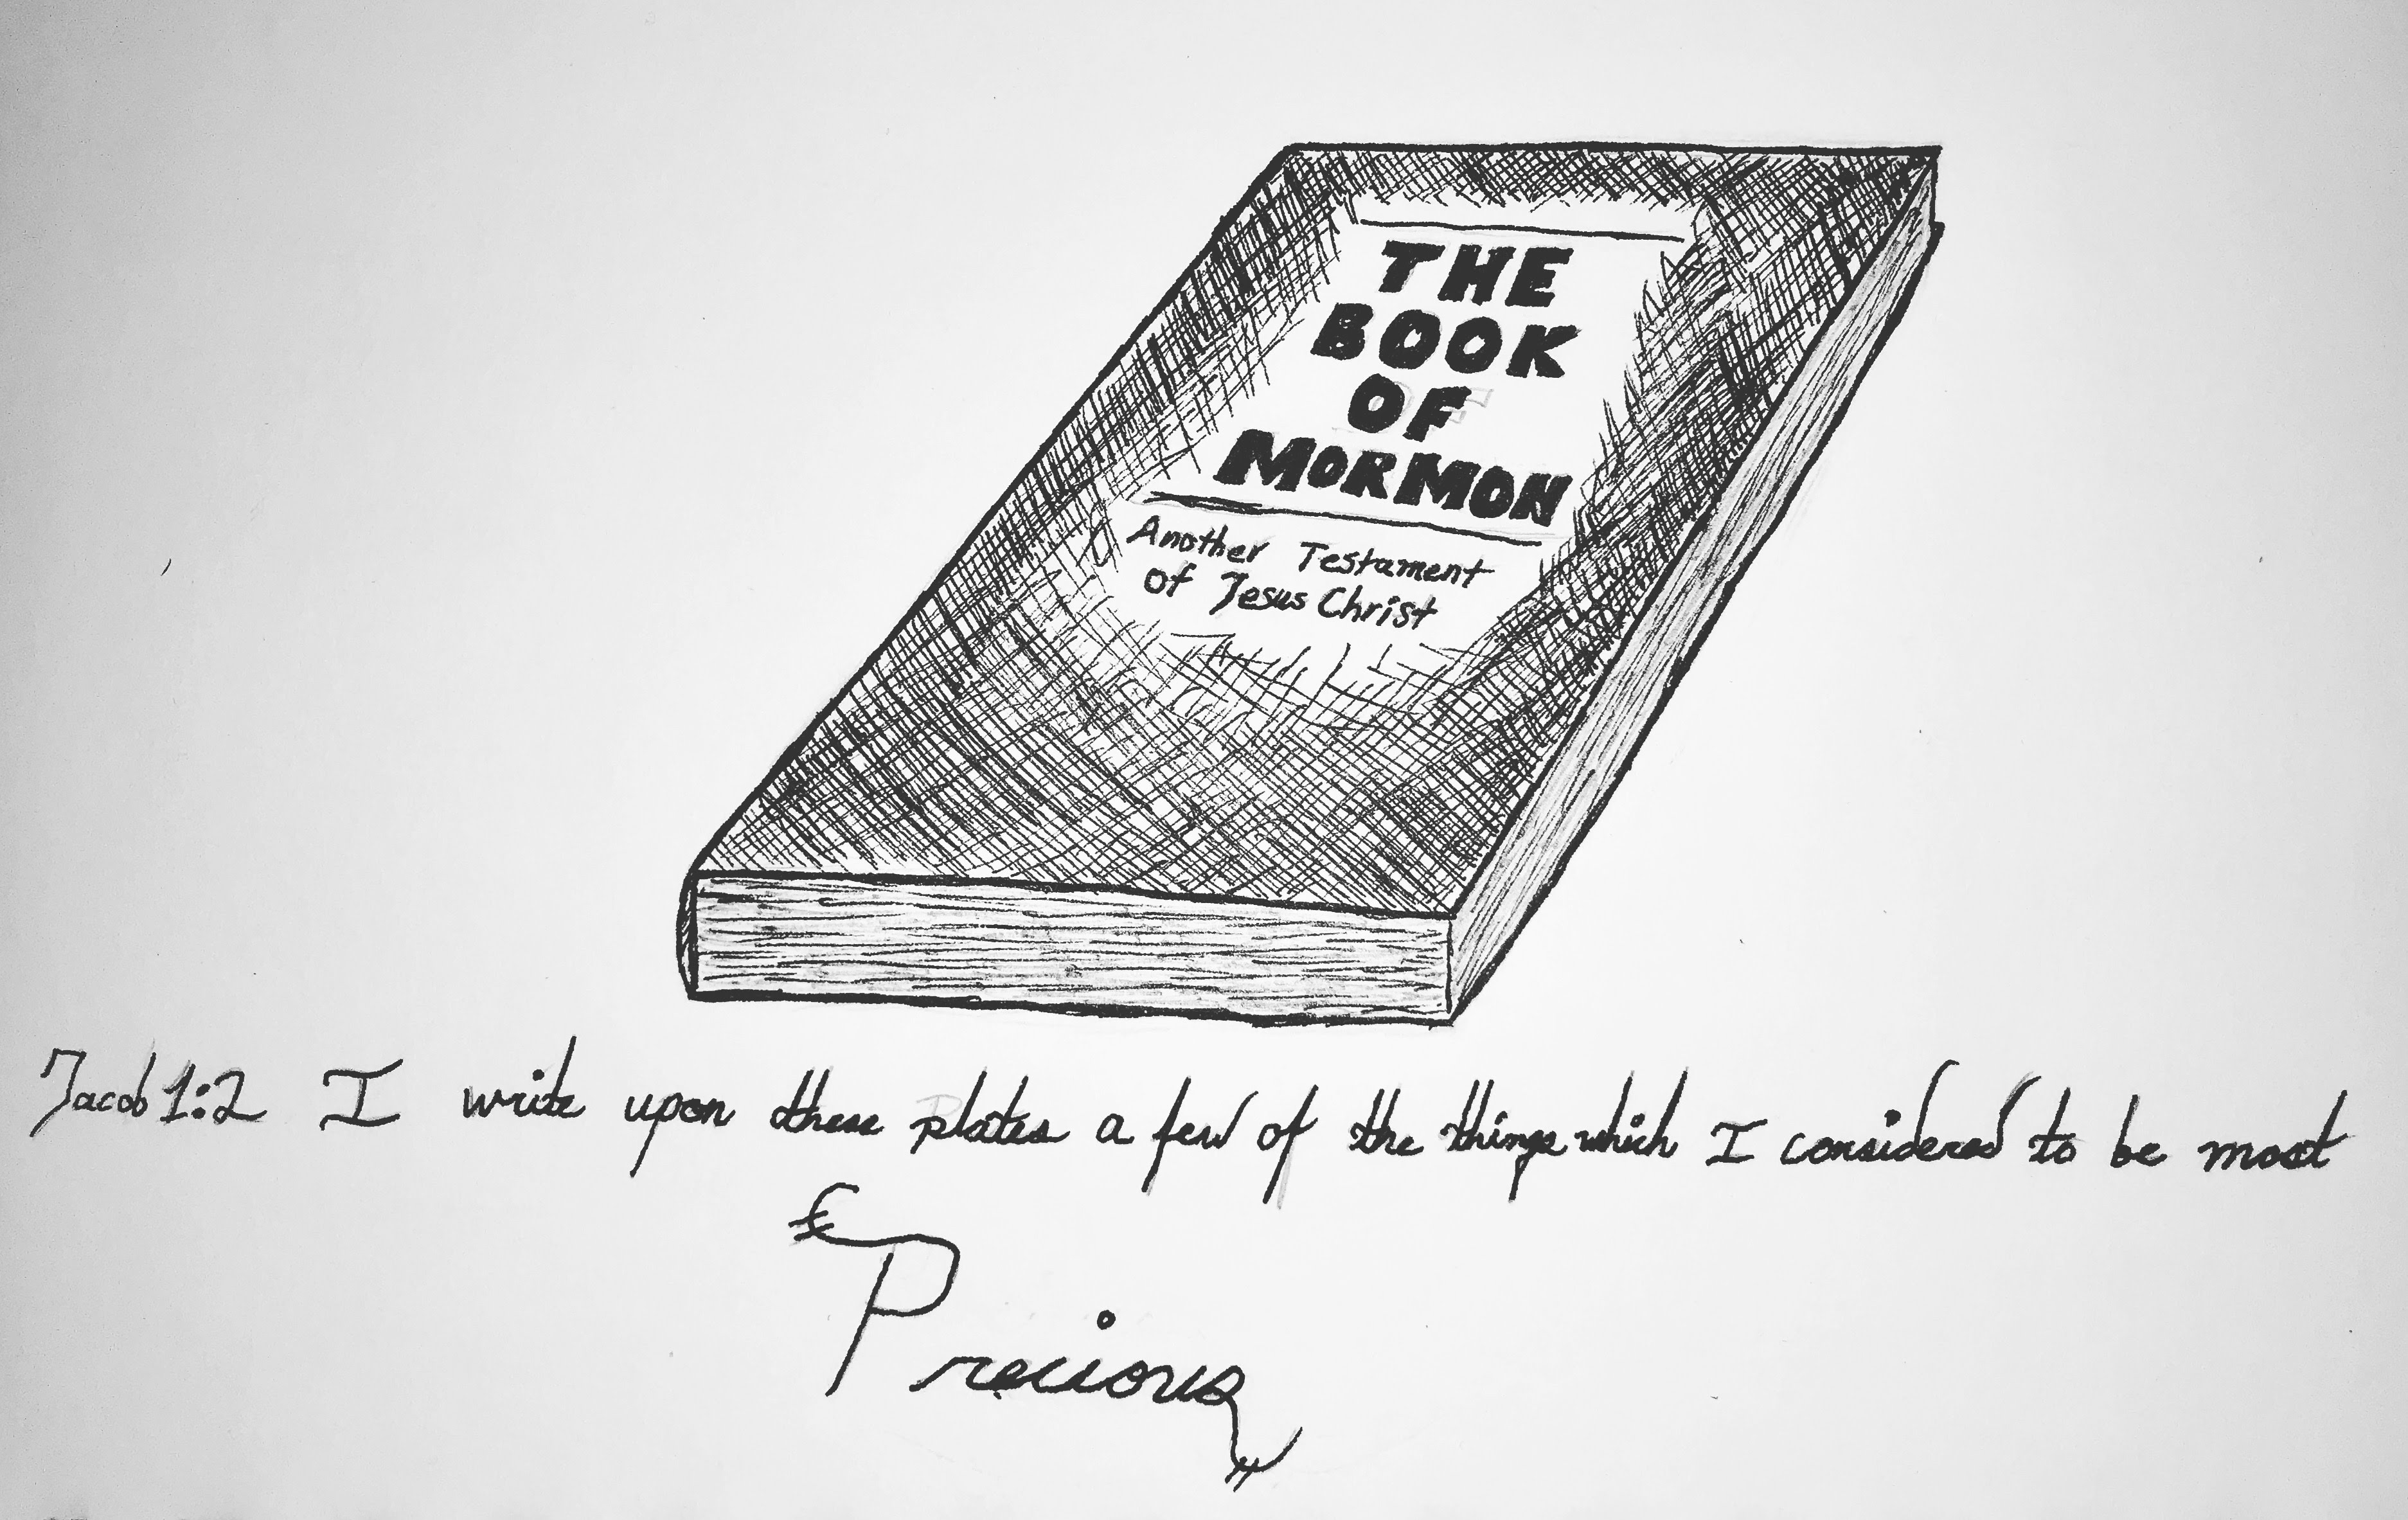 THE
BOOK
OF
MORMON
Another Testament
of Jesus Christ
Jacob 1:2 I write upon these plates a few of the things which I considered to be most
Precious